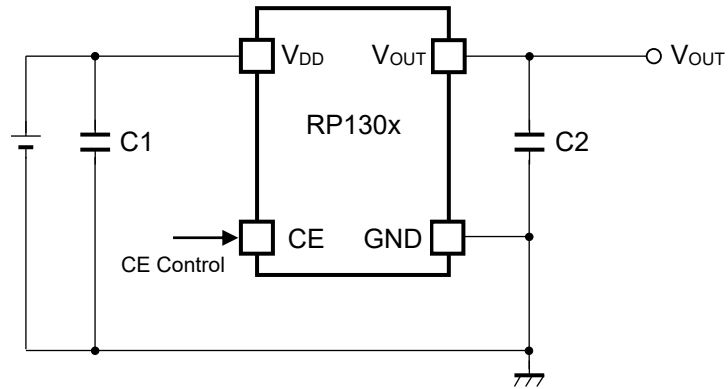 VDD VOUT VOUT
RP130x
C1 C2
CE GND
CE Control